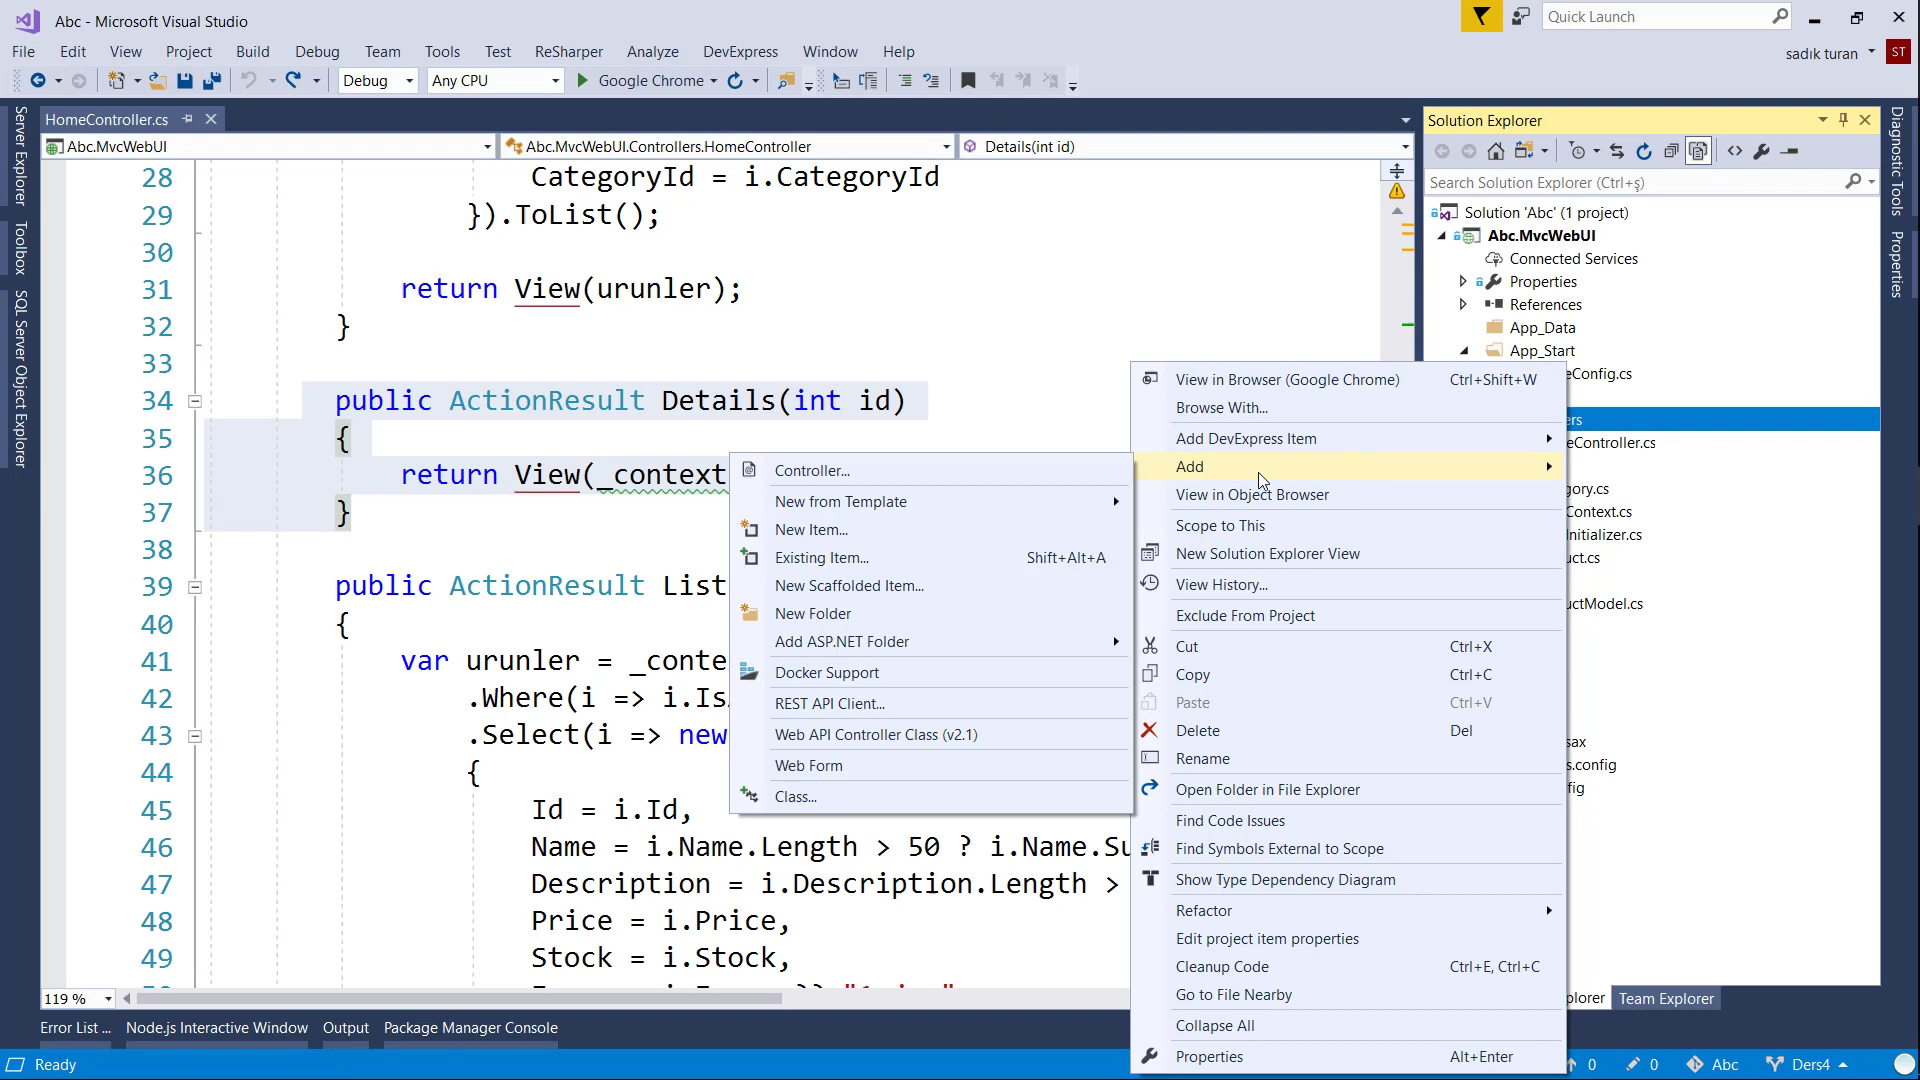 Abc - Microsoft Visual Studio
Quick Launch
File Edit View Project Build Debug Team Tools Test ReSharper Analyze DevExpress Window Help
sadık turan ST
Debug Any CPU Google Chrome
HomeController.cs
Abc.MvcWebUI Abc.MvcWebUI.Controllers.HomeController Details(int id)
Server Explorer
Toolbox
SQL Server Object Explorer
28 CategoryId = i.CategoryId
29 }).ToList();
30
31 return View(urunler);
32 }
33
34 public ActionResult Details(int id)
35 {
36 return View(_context
37 }
38
39 public ActionResult List
40 {
41 var urunler = _conte
42 .Where(i => i.Is
43 .Select(i => new
44 {
45 Id = i.Id,
46 Name = i.Name.Length > 50 ? i.Name.Su
47 Description = i.Description.Length >
48 Price = i.Price,
49 Stock = i.Stock,
119 %
Controller...
New from Template
New Item...
Existing Item... Shift+Alt+A
New Scaffolded Item...
New Folder
Add ASP.NET Folder
Docker Support
REST API Client...
Web API Controller Class (v2.1)
Web Form
Class...
View in Browser (Google Chrome) Ctrl+Shift+W
Browse With...
Add DevExpress Item
Add
View in Object Browser
Scope to This
New Solution Explorer View
View History...
Exclude From Project
Cut Ctrl+X
Copy Ctrl+C
Paste Ctrl+V
Delete Del
Rename
Open Folder in File Explorer
Find Code Issues
Find Symbols External to Scope
Show Type Dependency Diagram
Refactor
Edit project item properties
Cleanup Code Ctrl+E, Ctrl+C
Go to File Nearby
Collapse All
Properties Alt+Enter
Solution Explorer
Search Solution Explorer (Ctrl+ş)
Solution 'Abc' (1 project)
Abc.MvcWebUI
Connected Services
Properties
References
App_Data
App_Start
eConfig.cs
ers
eController.cs
gory.cs
Context.cs
nitializer.cs
uct.cs
uctModel.cs
sax
s.config
fig
plorer Team Explorer
Diagnostic Tools
Properties
Error List ... Node.js Interactive Window Output Package Manager Console
Ready 0 0 Abc Ders4